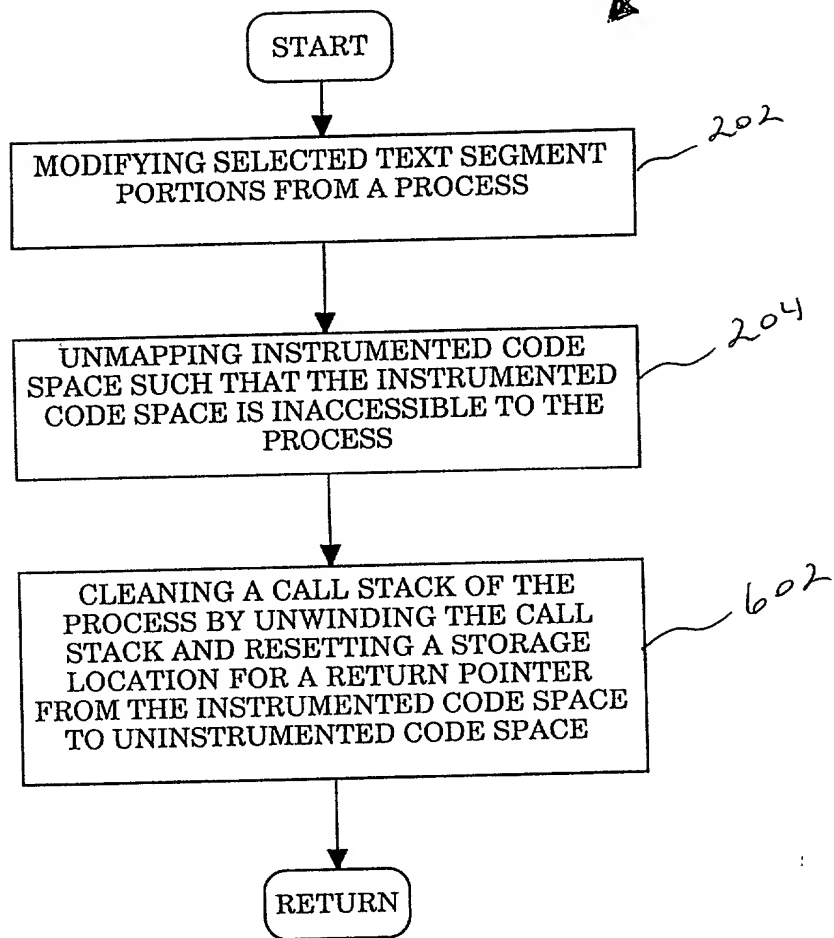 START
202
MODIFYING SELECTED TEXT SEGMENT
PORTIONS FROM A PROCESS
204
UNMAPPING INSTRUMENTED CODE
SPACE SUCH THAT THE INSTRUMENTED
CODE SPACE IS INACCESSIBLE TO THE
PROCESS
602
CLEANING A CALL STACK OF THE
PROCESS BY UNWINDING THE CALL
STACK AND RESETTING A STORAGE
LOCATION FOR A RETURN POINTER
FROM THE INSTRUMENTED CODE SPACE
TO UNINSTRUMENTED CODE SPACE
RETURN